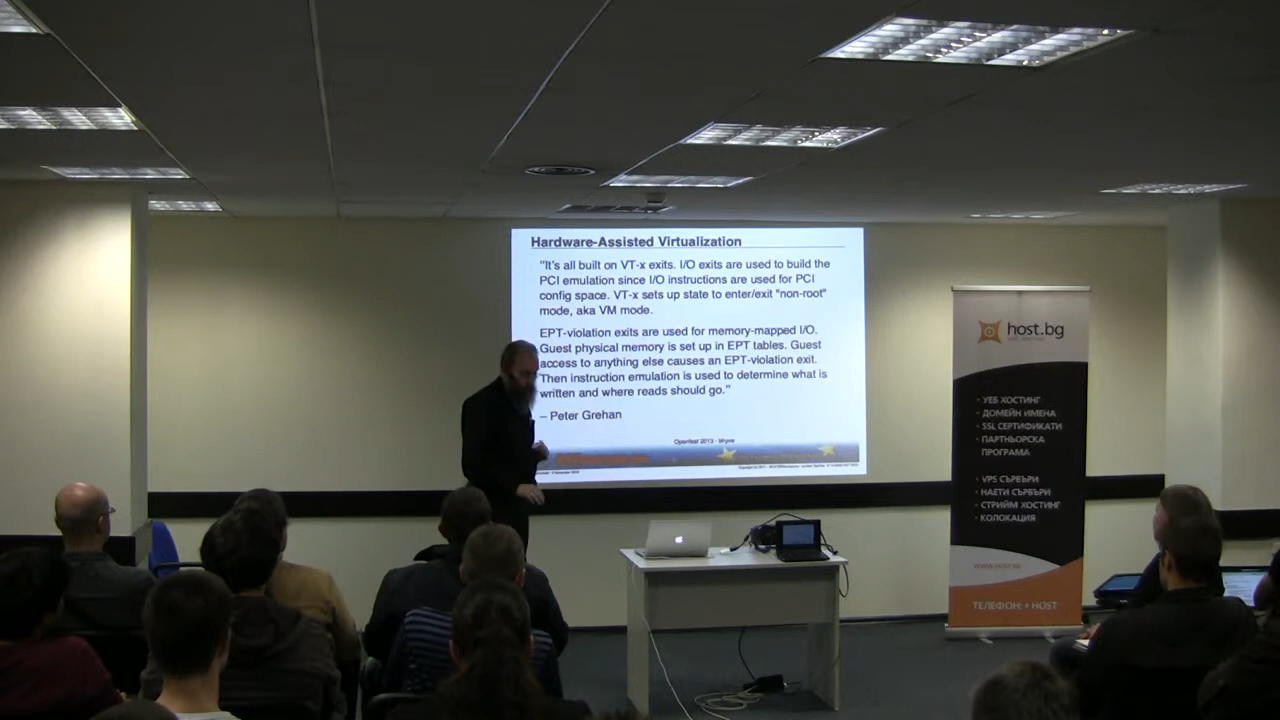 Hardware-Assisted Virtualization
"It's all built on VT-x exits. I/O exits are used to build the
PCI emulation since I/O instructions are used for PCI
config space. VT-x sets up state to enter/exit "non-root"
mode, aka VM mode.
EPT-violation exits are used for memory-mapped I/O.
Guest physical memory is set up in EPT tables. Guest
access to anything else causes an EPT-violation exit.
Then instruction emulation is used to determine what is
written and where reads should go."
– Peter Grehan
Openfest 2013 - bhyve
host.bg
УЕБ ХОСТИНГ
ДОМЕЙН ИМЕНА
SSL СЕРТИФИКАТИ
ПАРТНЬОРСКА
ПРОГРАМА
VPS СЪРВЪРИ
НАЕТИ СЪРВЪРИ
СТРИЙМ ХОСТИНГ
КОЛОКАЦИЯ
WWW.HOST.BG
ТЕЛЕФОН: + HOST